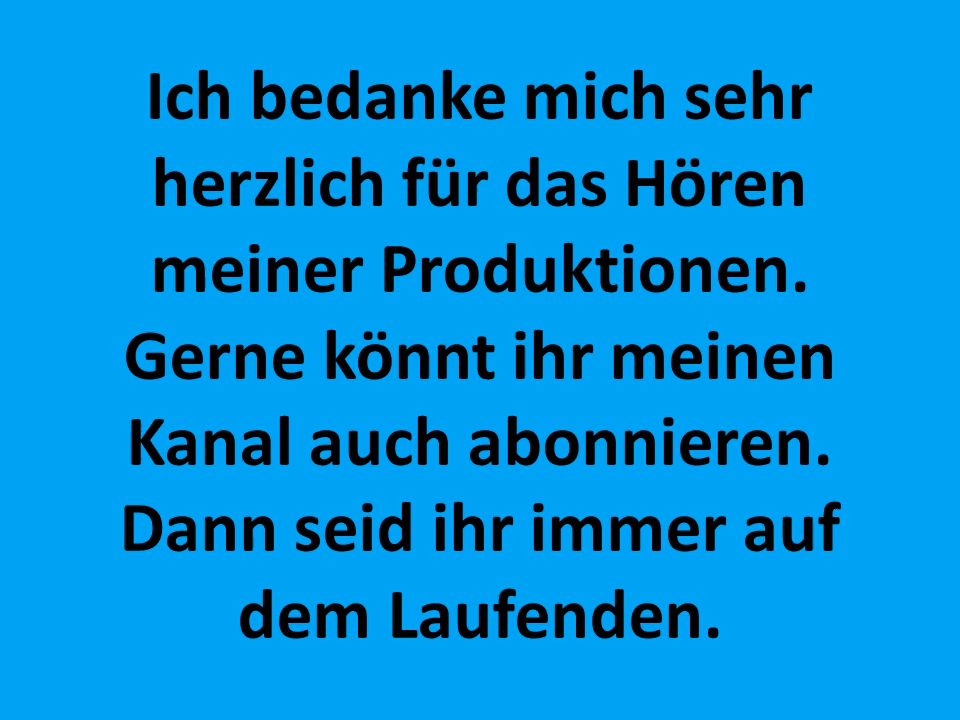 Ich bedanke mich sehr
herzlich für das Hören
meiner Produktionen.
Gerne könnt ihr meinen
Kanal auch abonnieren.
Dann seid ihr immer auf
dem Laufenden.